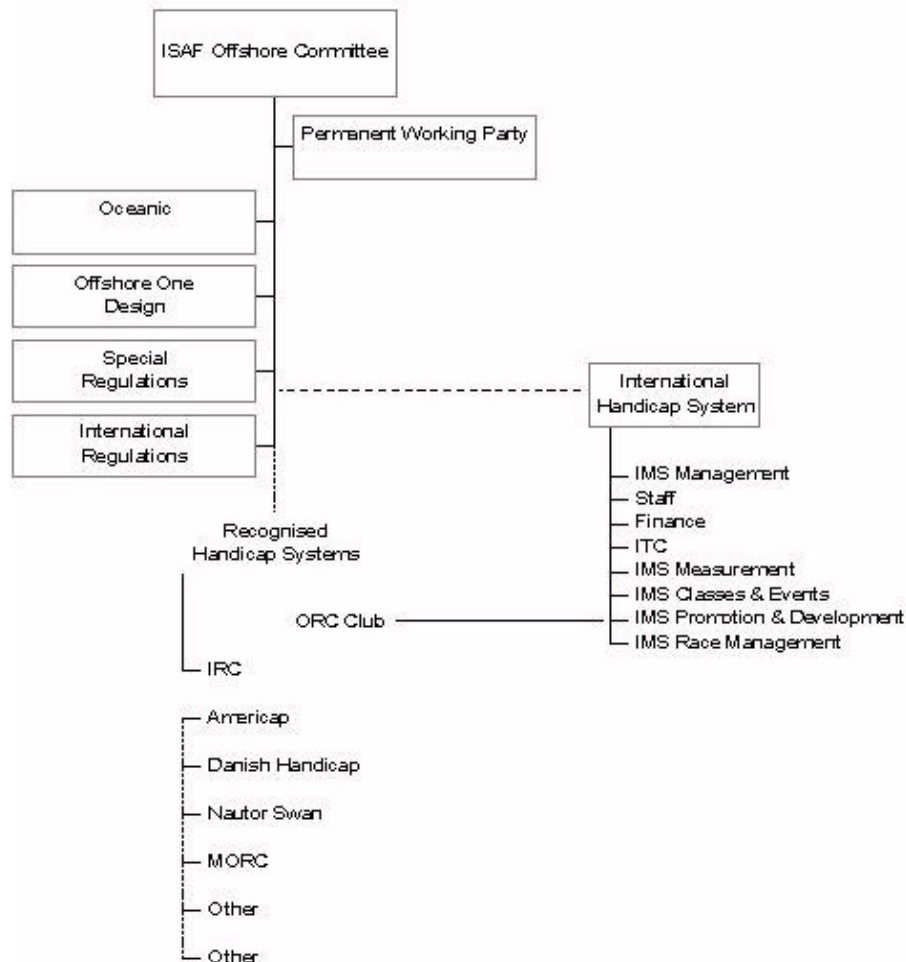 ISAF Offshore Committee
Permanent Working Party
Oceanic
Offshore One
Design
Special
Regulations
International
Regulations
International
Handicap System
IMS Management
Staff
Finance
ITC
IMS Measurement
IMS Classes & Events
IMS Promotion & Development
IMS Race Management
Recognised
Handicap Systems
ORC Club
IRC
Americap
Danish Handicap
Nautor Swan
MORC
Other
Other